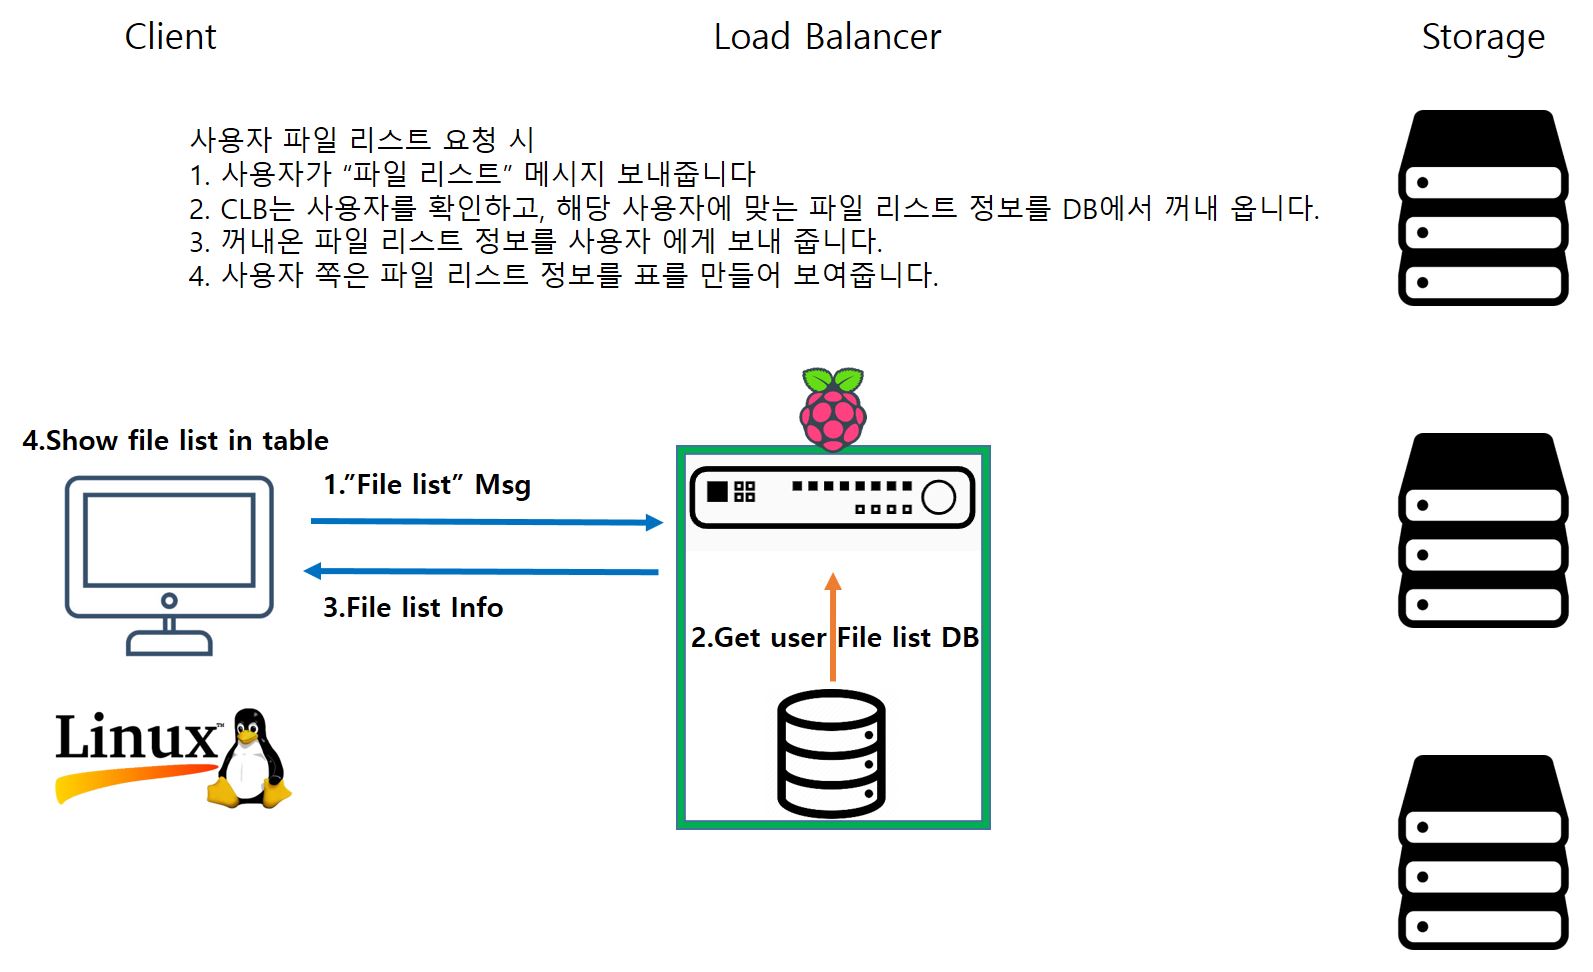 Client
Load Balancer
Storage
사용자 파일 리스트 요청 시
1. 사용자가 “파일 리스트” 메시지 보내줍니다
2. CLB는 사용자를 확인하고, 해당 사용자에 맞는 파일 리스트 정보를 DB에서 꺼내 옵니다.
3. 꺼내온 파일 리스트 정보를 사용자 에게 보내 줍니다.
4. 사용자 쪽은 파일 리스트 정보를 표를 만들어 보여줍니다.
4.Show file list in table
1.”File list” Msg
3.File list Info
2.Get user File list DB
Linux™